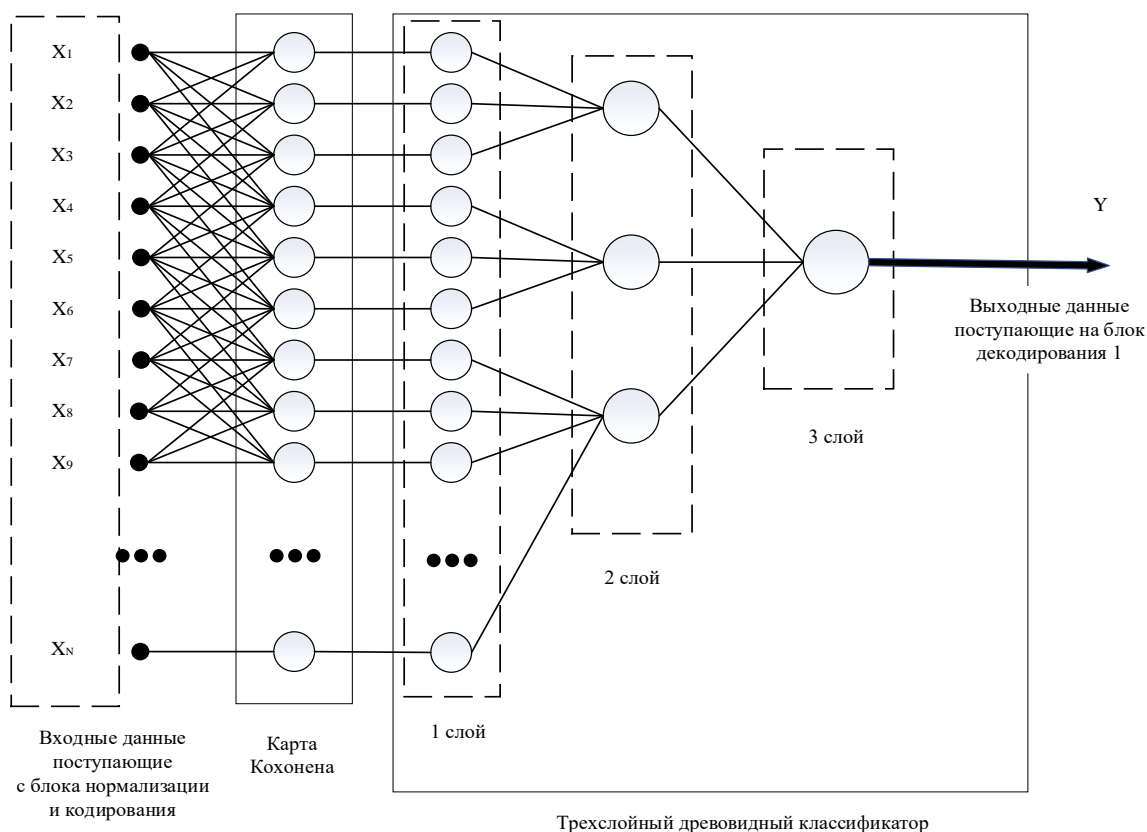 X1
X2
X3
X4
X5
X6
X7
X8
X9
XN
Входные данные
поступающие
с блока нормализации
и кодирования
Карта
Кохонена
1 слой
2 слой
3 слой
Y
Выходные данные
поступающие на блок
декодирования 1
Трехслойный древовидный классификатор